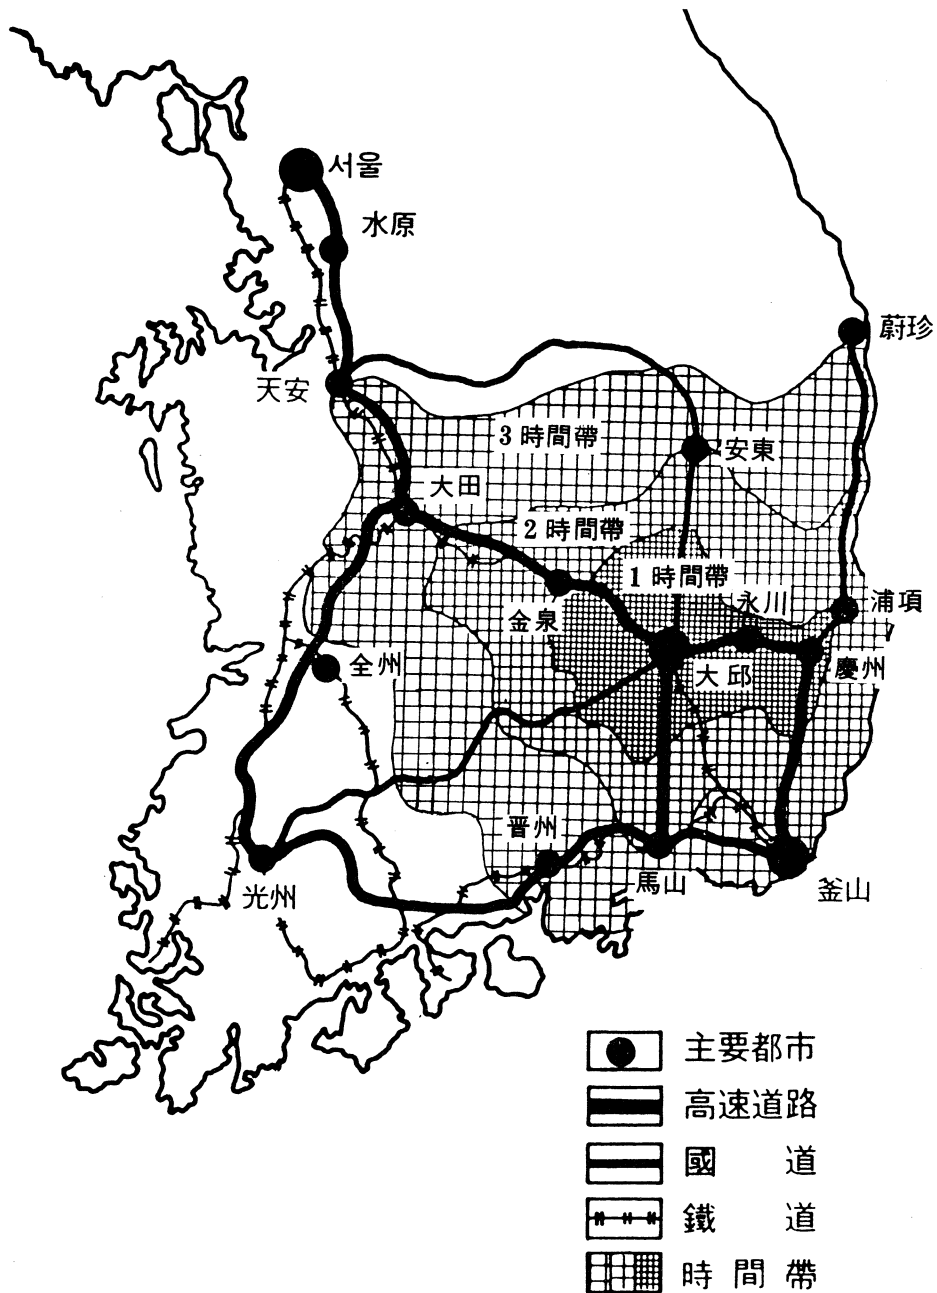 서울
水原
蔚珍
天安
3 時間帶
安東
大田
2 時間帶
1 時間帶
永川
浦項
金泉
全州
大邱
慶州
晋州
馬山
釜山
光州
主要都市
高速道路
國 道
鐵 道
時間帶